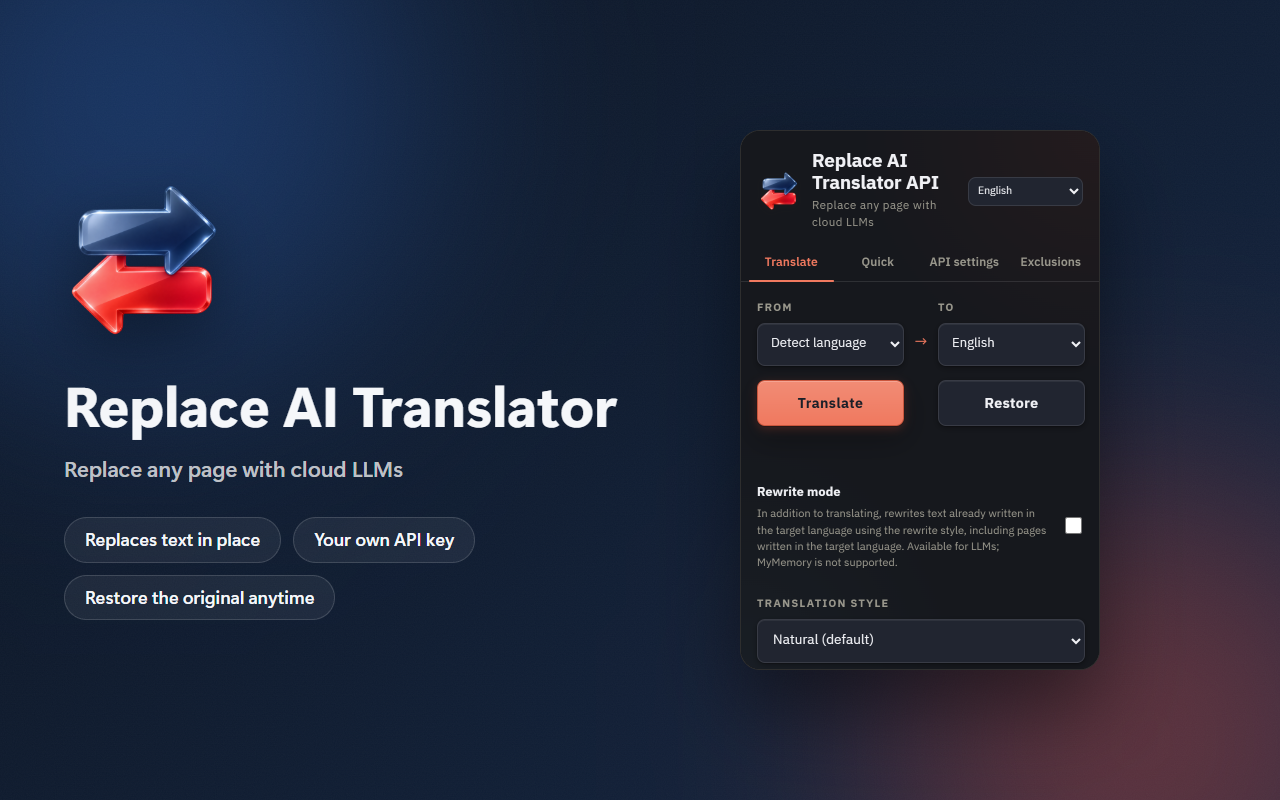 Replace AI Translator
Replace any page with cloud LLMs
Replaces text in place
Your own API key
Restore the original anytime
Replace AI
Translator API
Replace any page with
cloud LLMs
English
Translate
Quick
API settings
Exclusions
FROM
TO
Detect language
→
English
Translate
Restore
Rewrite mode
In addition to translating, rewrites text already written in
the target language using the rewrite style, including pages
written in the target language. Available for LLMs;
MyMemory is not supported.
TRANSLATION STYLE
Natural (default)